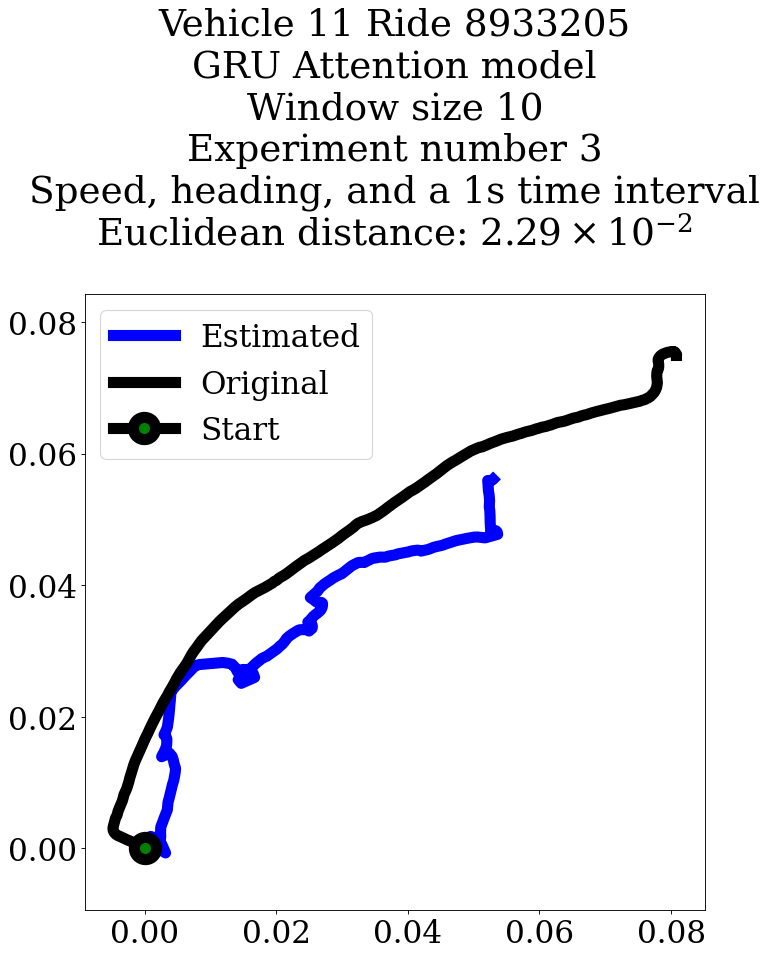 Vehicle 11 Ride 8933205
GRU Attention model
Window size 10
Experiment number 3
Speed, heading, and a 1s time interval
Euclidean distance: 2.29 × 10⁻²
0.08
0.06
0.04
0.02
0.00
Estimated
Original
Start
0.00 0.02 0.04 0.06 0.08